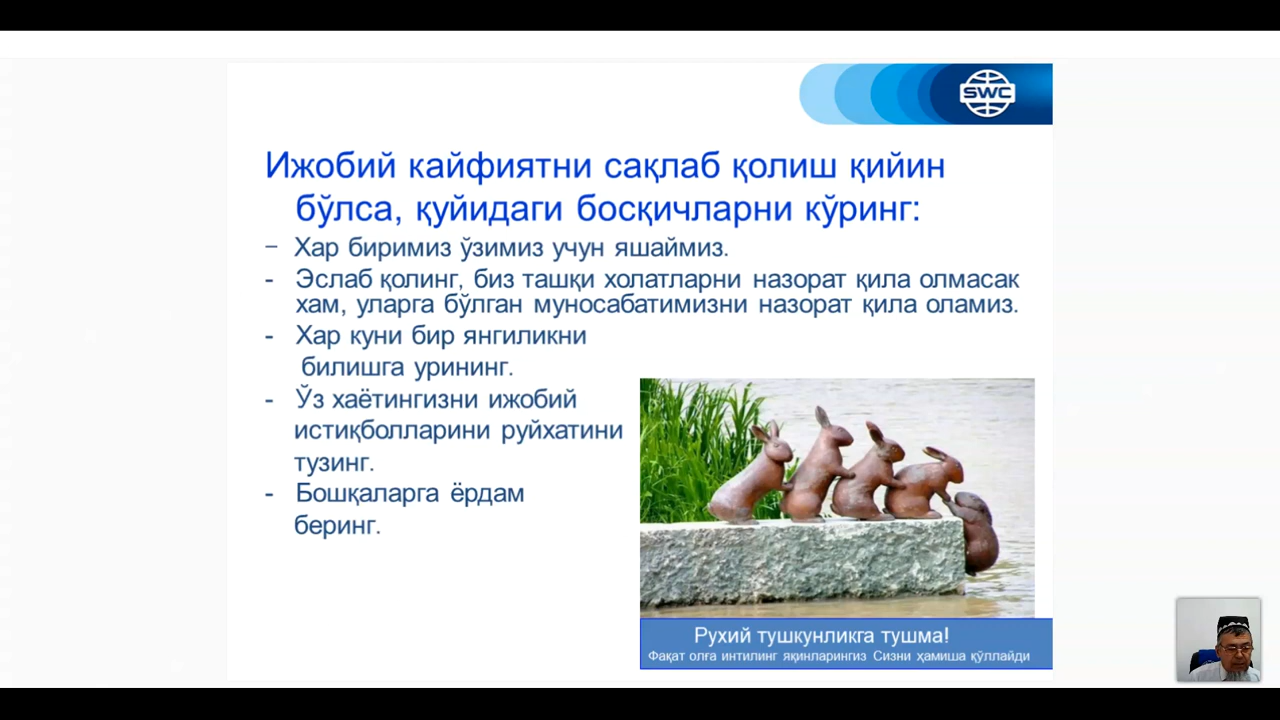 SWC
Ижобий кайфиятни сақлаб қолиш қийин
бўлса, қуйидаги босқичларни кўринг:
− Хар биримиз ўзимиз учун яшаймиз.
- Эслаб қолинг, биз ташқи холатларни назорат қила олмасак
хам, уларга бўлган муносабатимизни назорат қила оламиз.
- Хар куни бир янгиликни
билишга урининг.
- Ўз хаётингизни ижобий
истиқболларини руйхатини
тузинг.
- Бошқаларга ёрдам
беринг.
Рухий тушкунликга тушма!
Фақат олға интилинг яқинларингиз Сизни ҳамиша қўллайди